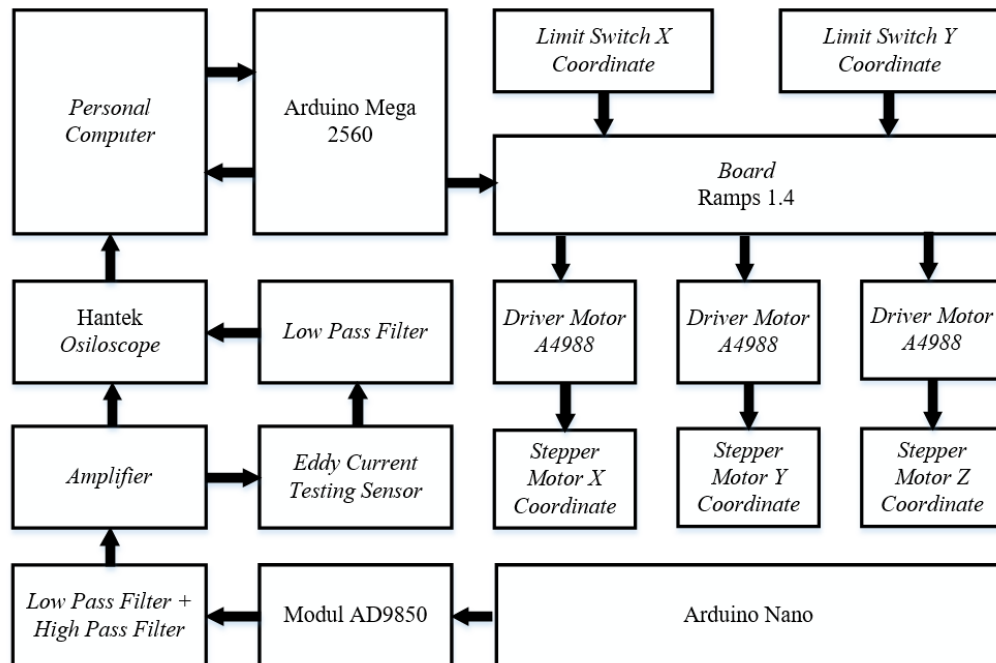 Personal
Computer
Arduino Mega
2560
Limit Switch X
Coordinate
Limit Switch Y
Coordinate
Board
Ramps 1.4
Hantek
Osiloscope
Low Pass Filter
Driver Motor
A4988
Driver Motor
A4988
Driver Motor
A4988
Amplifier
Eddy Current
Testing Sensor
Stepper
Motor X
Coordinate
Stepper
Motor Y
Coordinate
Stepper
Motor Z
Coordinate
Low Pass Filter +
High Pass Filter
Modul AD9850
Arduino Nano